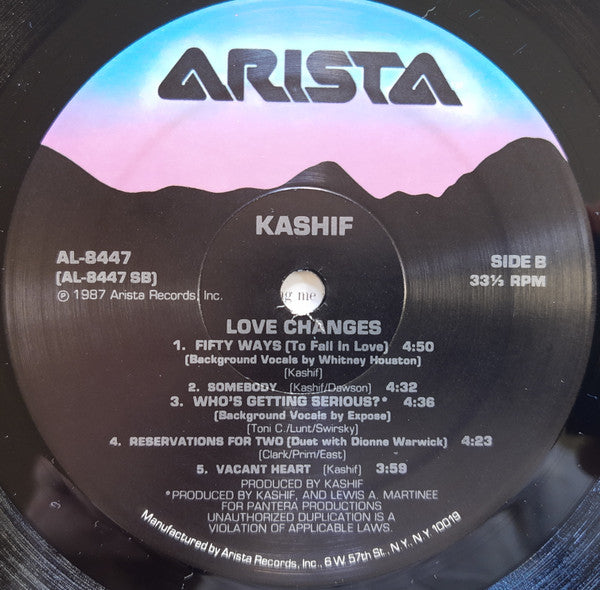 ARISTA
KASHIF
AL-8447
[AL-8447 SB]
℗ 1987 Arista Records, Inc.
SIDE B
33⅓ RPM
g me
LOVE CHANGES
1. FIFTY WAYS (To Fall In Love) 4:50
(Background Vocals by Whitney Houston)
(Kashif)
2. SOMEBODY (Kashif/Dawson) 4:32
3. WHO'S GETTING SERIOUS?* 4:36
(Background Vocals by Expose)
(Toni C./Lunt/Swirsky)
4. RESERVATIONS FOR TWO (Duet with Dionne Warwick) 4:23
(Clark/Prim/East)
5. VACANT HEART (Kashif) 3:59
PRODUCED BY KASHIF
*PRODUCED BY KASHIF, AND LEWIS A. MARTINEE
FOR PANTERA PRODUCTIONS
UNAUTHORIZED DUPLICATION IS A
VIOLATION OF APPLICABLE LAWS.
Manufactured by Arista Records, Inc., 6 W 57th St., N.Y., N.Y. 10019